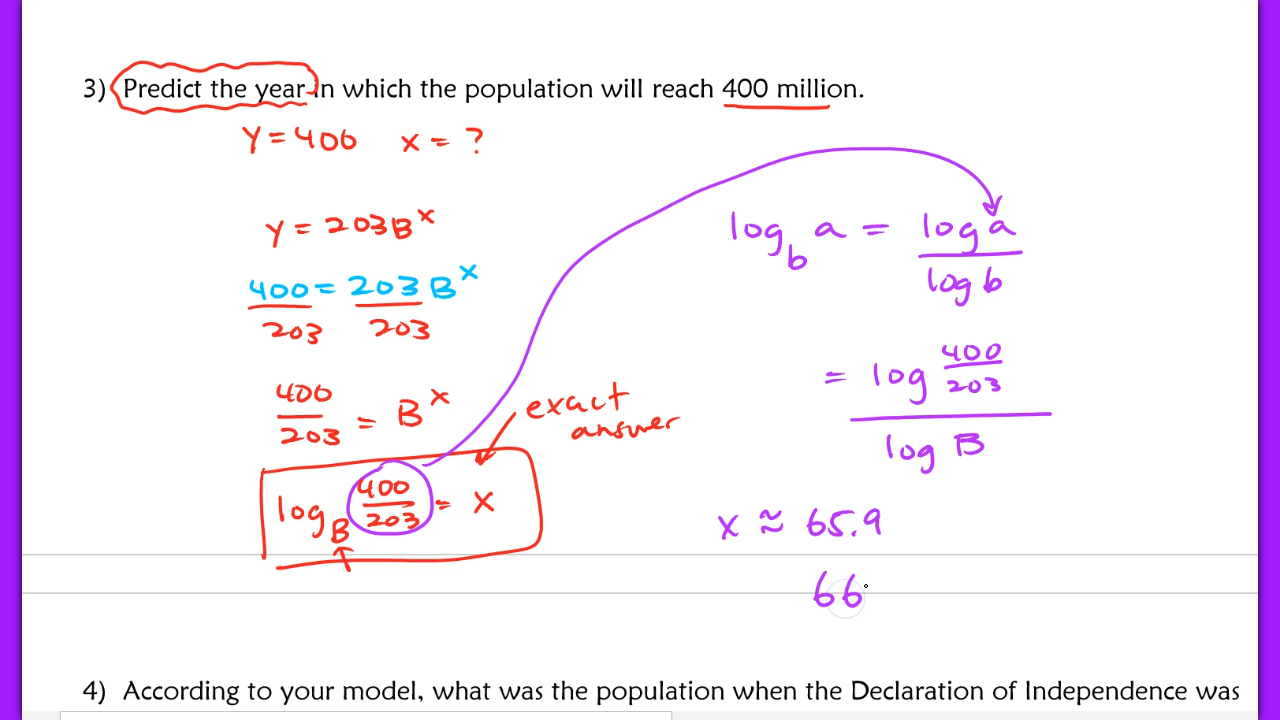 3) Predict the year in which the population will reach 400 million.
Y = 400 x = ?
Y = 203B^x
400 = 203B^x
203 203
400/203 = B^x
exact answer
log_B 400/203 = x
log_b a = log a / log b
= log 400/203 / log B
x ≈ 65.9
66
4) According to your model, what was the population when the Declaration of Independence was